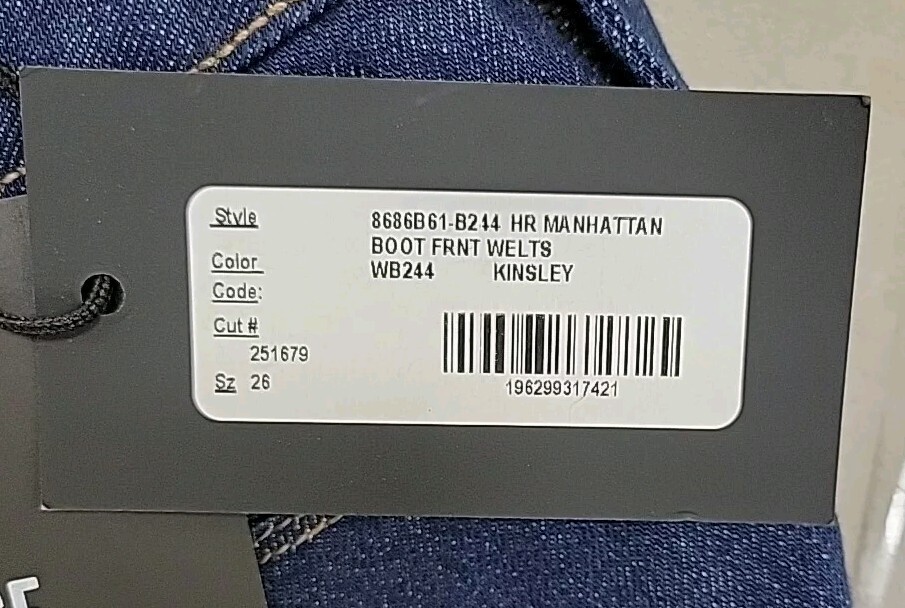 Style 8686B61-B244 HR MANHATTAN
BOOT FRNT WELTS
Color WB244 KINSLEY
Code:
Cut #
251679
Sz 26
196299317421